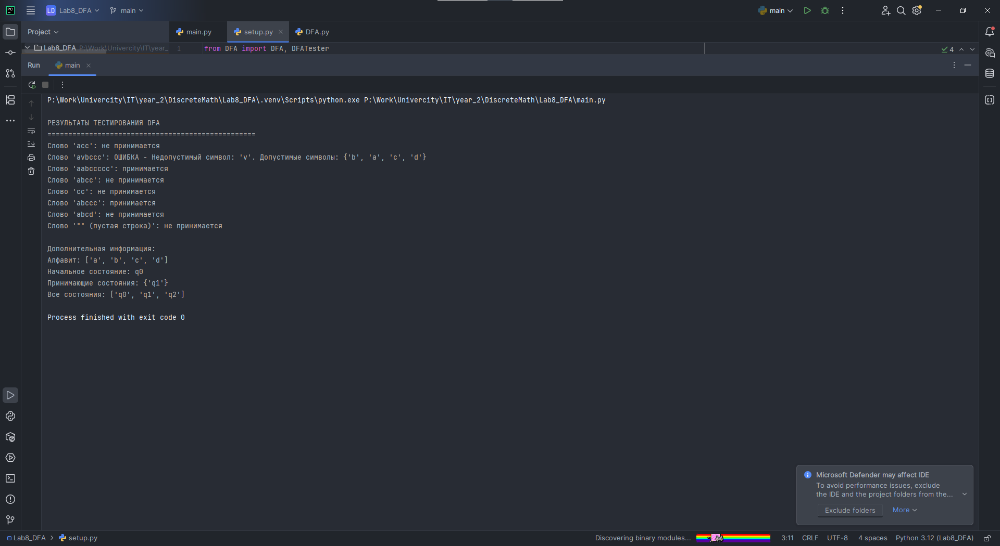 PC
LD Lab8_DFA main main
Project main.py setup.py DFA.py
Lab8_DFA P:\Work\Univercity\IT\year_ 1 from DFA import DFA, DFATester 4
Run main
P:\Work\Univercity\IT\year_2\DiscreteMath\Lab8_DFA\.venv\Scripts\python.exe P:\Work\Univercity\IT\year_2\DiscreteMath\Lab8_DFA\main.py
РЕЗУЛЬТАТЫ ТЕСТИРОВАНИЯ DFA
==================================================
Слово 'acc': не принимается
Слово 'avbccc': ОШИБКА - Недопустимый символ: 'v'. Допустимые символы: {'b', 'a', 'c', 'd'}
Слово 'aabccccc': принимается
Слово 'abcc': не принимается
Слово 'cc': не принимается
Слово 'abccc': принимается
Слово 'abcd': не принимается
Слово '"" (пустая строка)': не принимается
Дополнительная информация:
Алфавит: ['a', 'b', 'c', 'd']
Начальное состояние: q0
Принимающие состояния: {'q1'}
Все состояния: ['q0', 'q1', 'q2']
Process finished with exit code 0
Microsoft Defender may affect IDE
To avoid performance issues, exclude
the IDE and the project folders from the...
Exclude folders More
Lab8_DFA setup.py Discovering binary modules... 3:11 CRLF UTF-8 4 spaces Python 3.12 (Lab8_DFA)